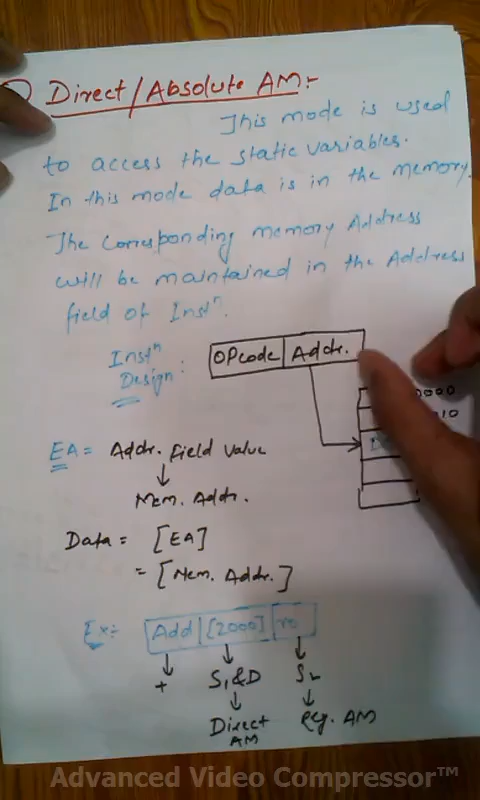 Direct/Absolute AM:-
This mode is used
to access the static variables.
In this mode data is in the memory.
The corresponding memory Address
will be maintained in the Address
field of Instⁿ.
Instⁿ
Design :
OPcode Addr.
EA = Addr. field value
↓
Mem. Addr.
Data = [EA]
= [Mem. Addr.]
Ex:- Add [2000] r0
↓ ↓ ↓
+ S1&D S2
↓ ↓
Direct Reg. AM
AM
Advanced Video Compressor™